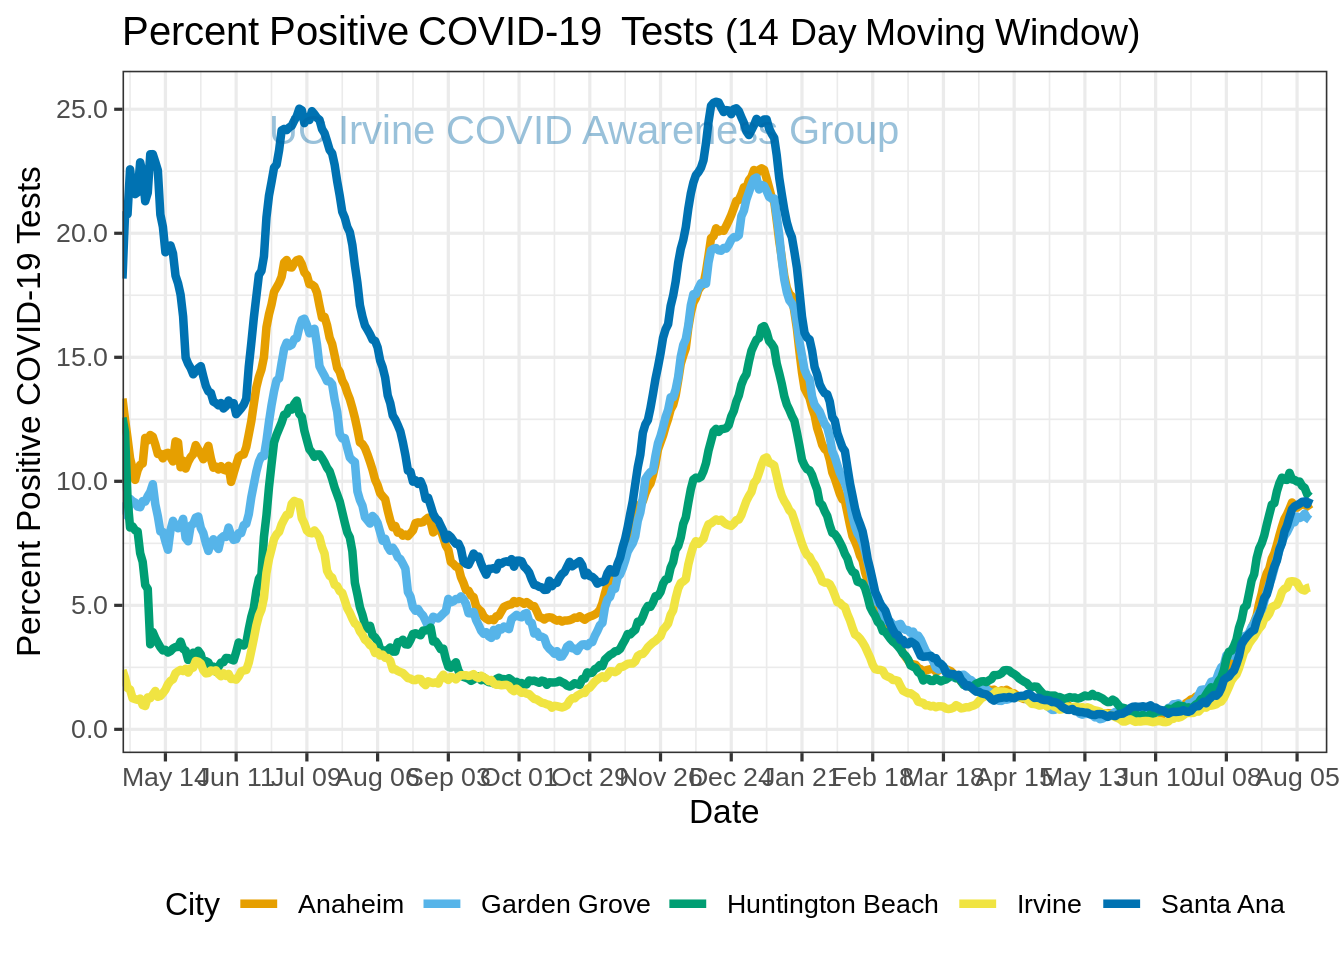 Percent Positive COVID-19 Tests (14 Day Moving Window)
UC Irvine COVID Awareness Group
Percent Positive COVID-19 Tests
25.0
20.0
15.0
10.0
5.0
0.0
May 14 Jun 11 Jul 09 Aug 06 Sep 03 Oct 01 Oct 29 Nov 26 Dec 24 Jan 21 Feb 18 Mar 18 Apr 15 May 13 Jun 10 Jul 08 Aug 05
Date
City Anaheim Garden Grove Huntington Beach Irvine Santa Ana